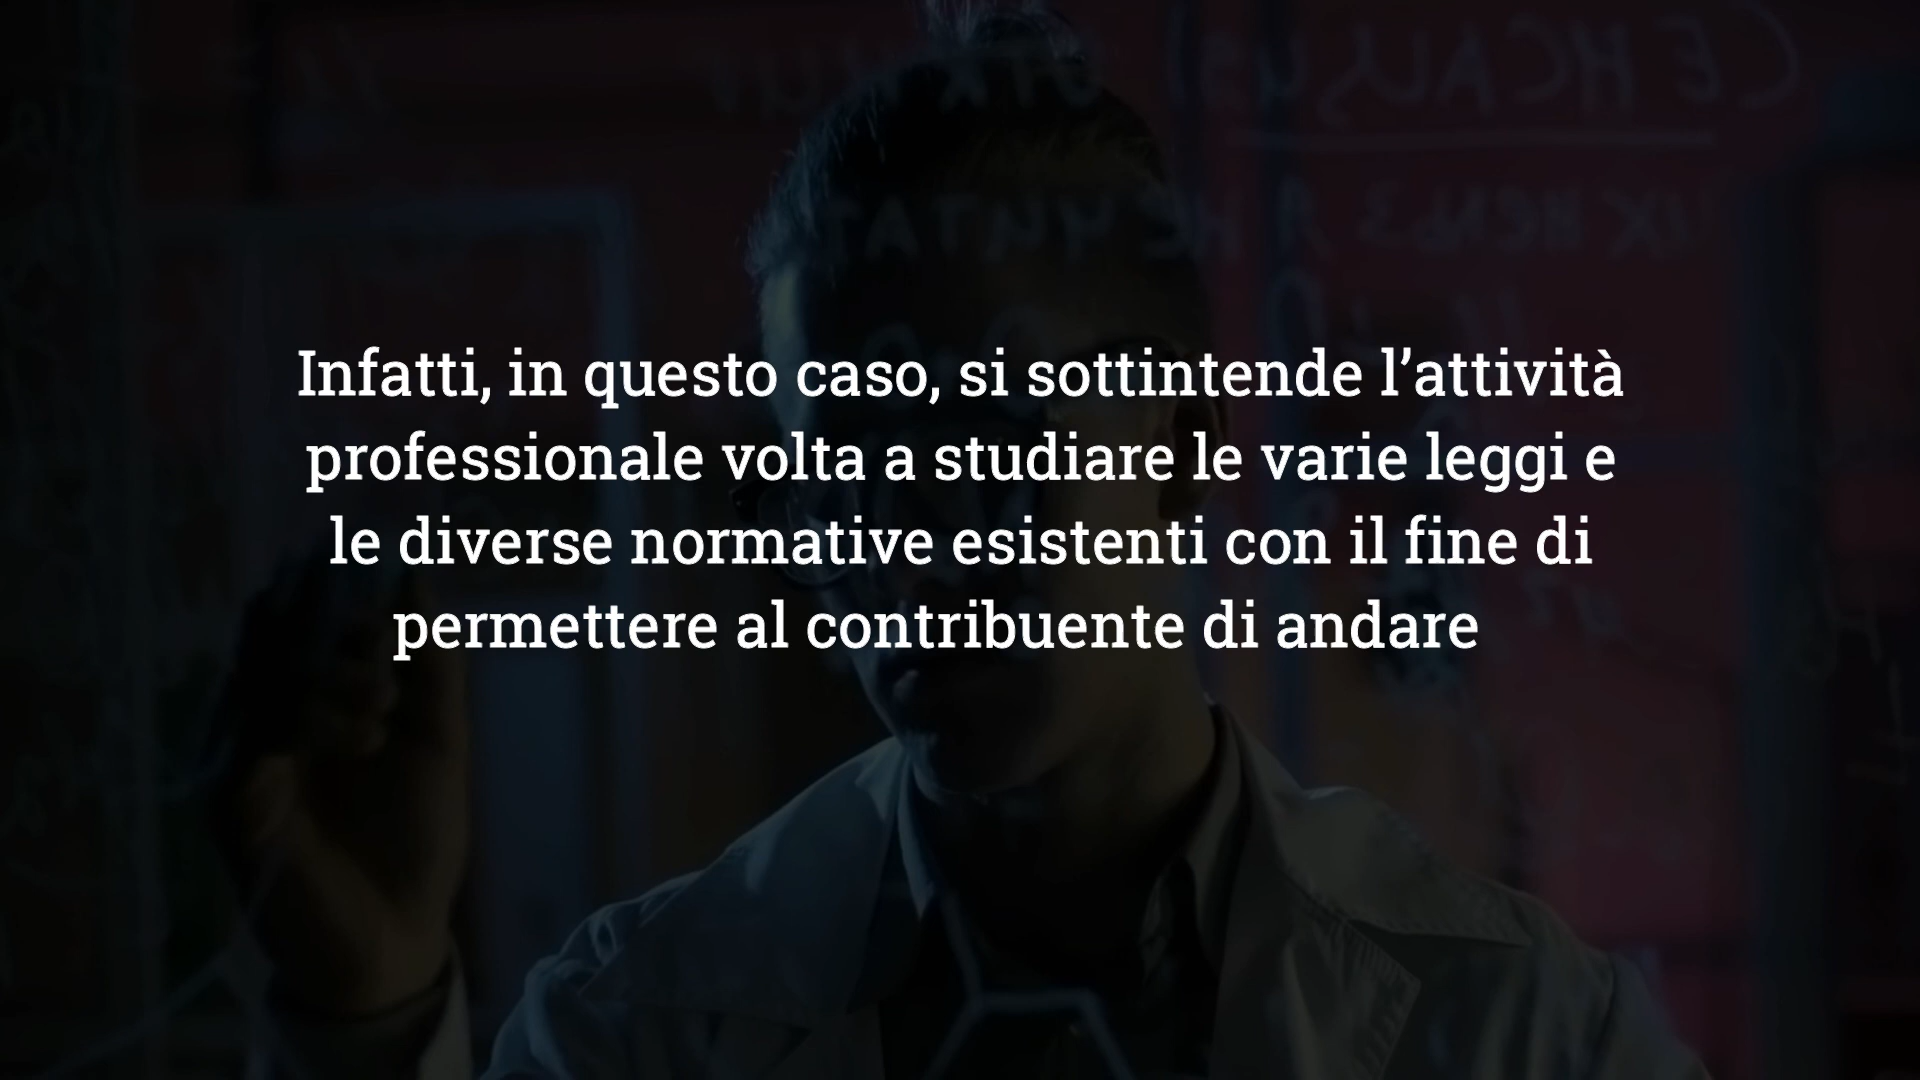 Infatti, in questo caso, si sottintende l’attività
professionale volta a studiare le varie leggi e
le diverse normative esistenti con il fine di
permettere al contribuente di andare